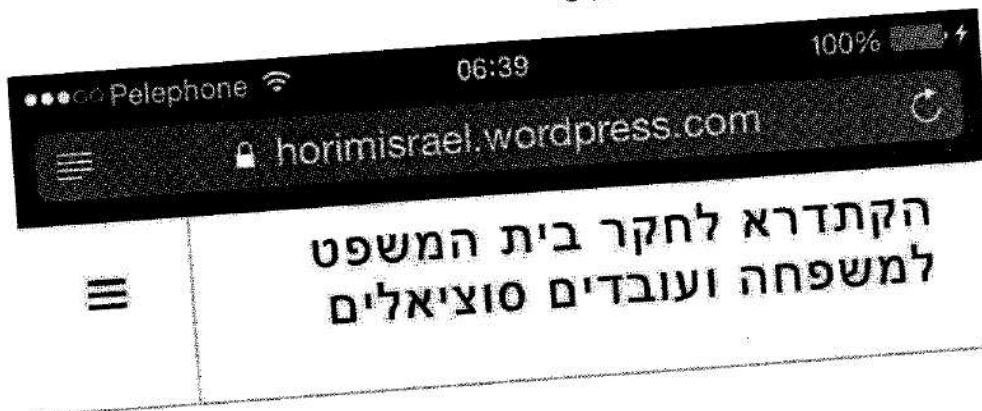 Pelephone 06:39 100%
horimisrael.wordpress.com
הקתדרא לחקר בית המשפט
למשפחה ועובדים סוציאלים